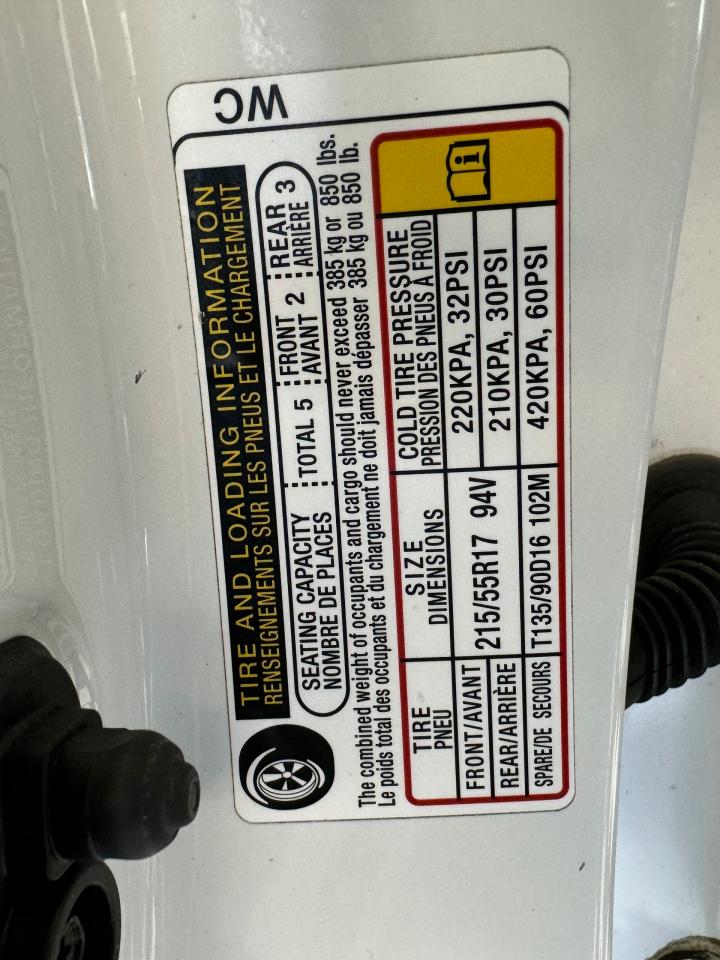 WC
TIRE AND LOADING INFORMATION
RENSEIGNEMENTS SUR LES PNEUS ET LE CHARGEMENT
SEATING CAPACITY TOTAL 5 FRONT 2 REAR 3
NOMBRE DE PLACES AVANT ARRIÈRE
The combined weight of occupants and cargo should never exceed 385 kg or 850 lbs.
Le poids total des occupants et du chargement ne doit jamais dépasser 385 kg ou 850 lb.
TIRE SIZE COLD TIRE PRESSURE
PNEU DIMENSIONS PRESSION DES PNEUS À FROID
FRONT/AVANT 215/55R17 94V 220KPA, 32PSI
REAR/ARRIÈRE 210KPA, 30PSI
SPARE/DE SECOURS T135/90D16 102M 420KPA, 60PSI